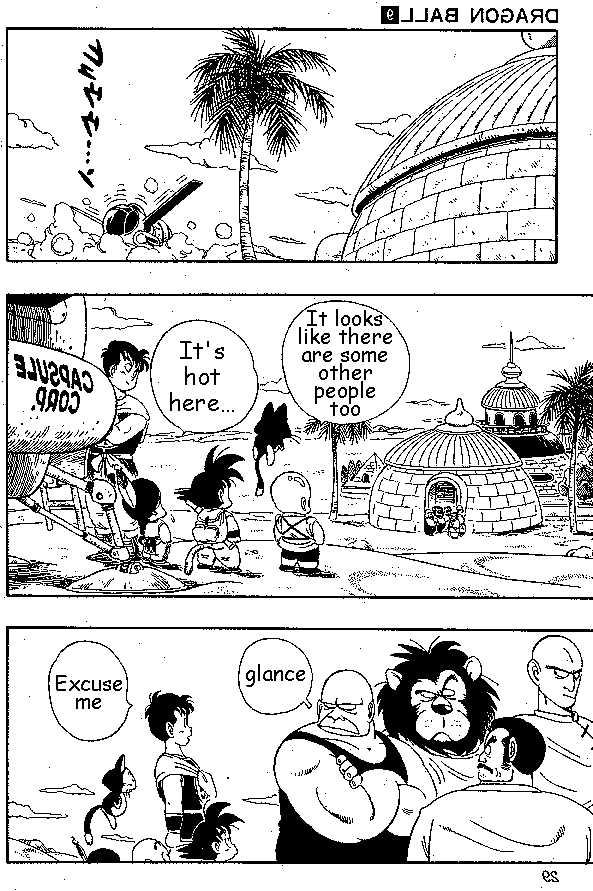 DRAGON BALL 9
It's
hot
here...
It looks
like there
are some
other
people
too
CAPSULE
CORP.
Excuse
me
glance
29